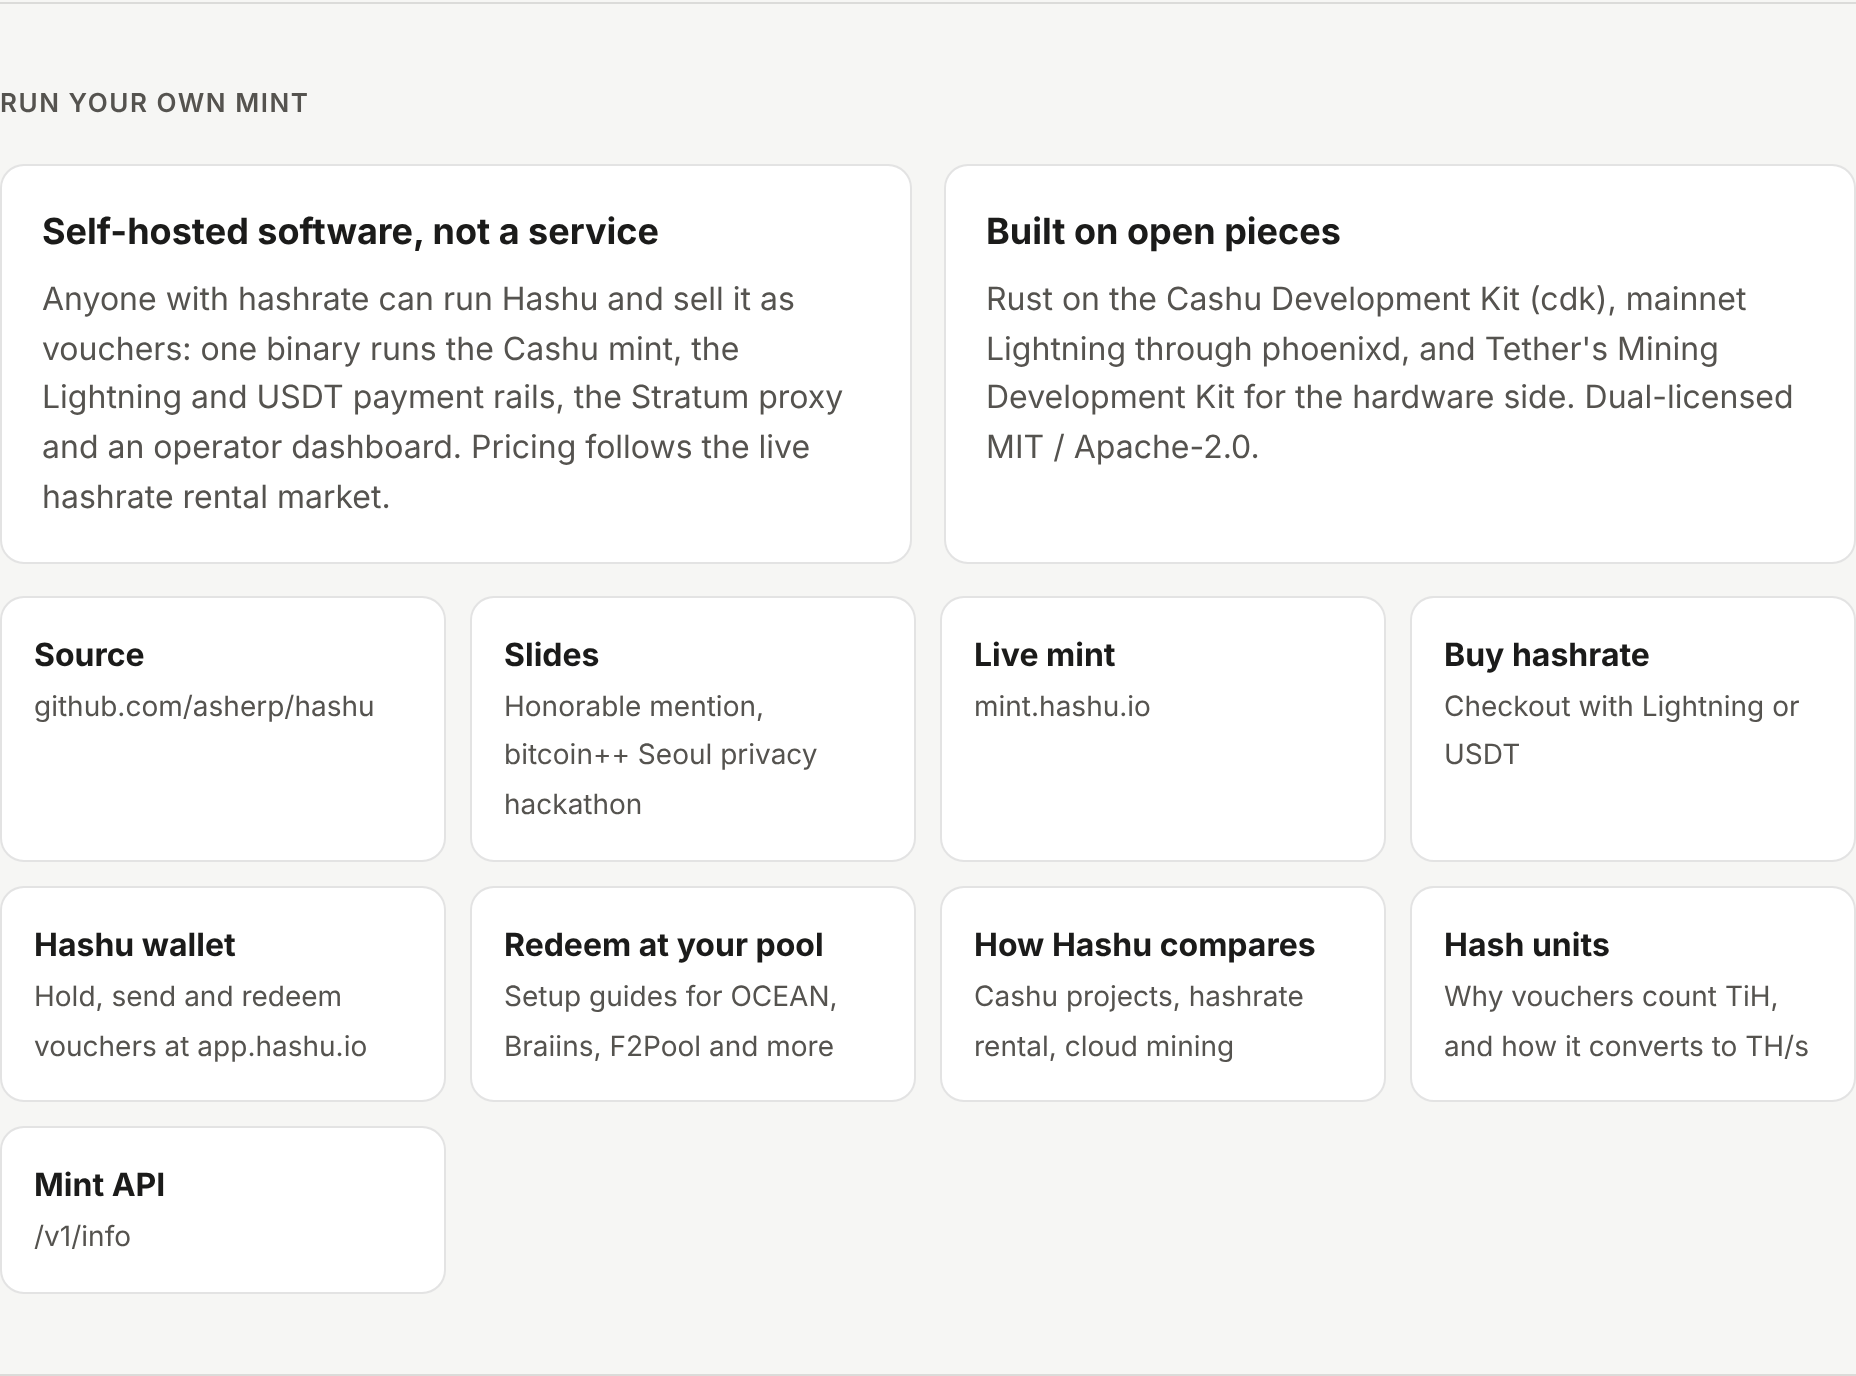 RUN YOUR OWN MINT
Self-hosted software, not a service
Anyone with hashrate can run Hashu and sell it as
vouchers: one binary runs the Cashu mint, the
Lightning and USDT payment rails, the Stratum proxy
and an operator dashboard. Pricing follows the live
hashrate rental market.
Built on open pieces
Rust on the Cashu Development Kit (cdk), mainnet
Lightning through phoenixd, and Tether's Mining
Development Kit for the hardware side. Dual-licensed
MIT / Apache-2.0.
Source
github.com/asherp/hashu
Slides
Honorable mention,
bitcoin++ Seoul privacy
hackathon
Live mint
mint.hashu.io
Buy hashrate
Checkout with Lightning or
USDT
Hashu wallet
Hold, send and redeem
vouchers at app.hashu.io
Redeem at your pool
Setup guides for OCEAN,
Braiins, F2Pool and more
How Hashu compares
Cashu projects, hashrate
rental, cloud mining
Hash units
Why vouchers count TiH,
and how it converts to TH/s
Mint API
/v1/info